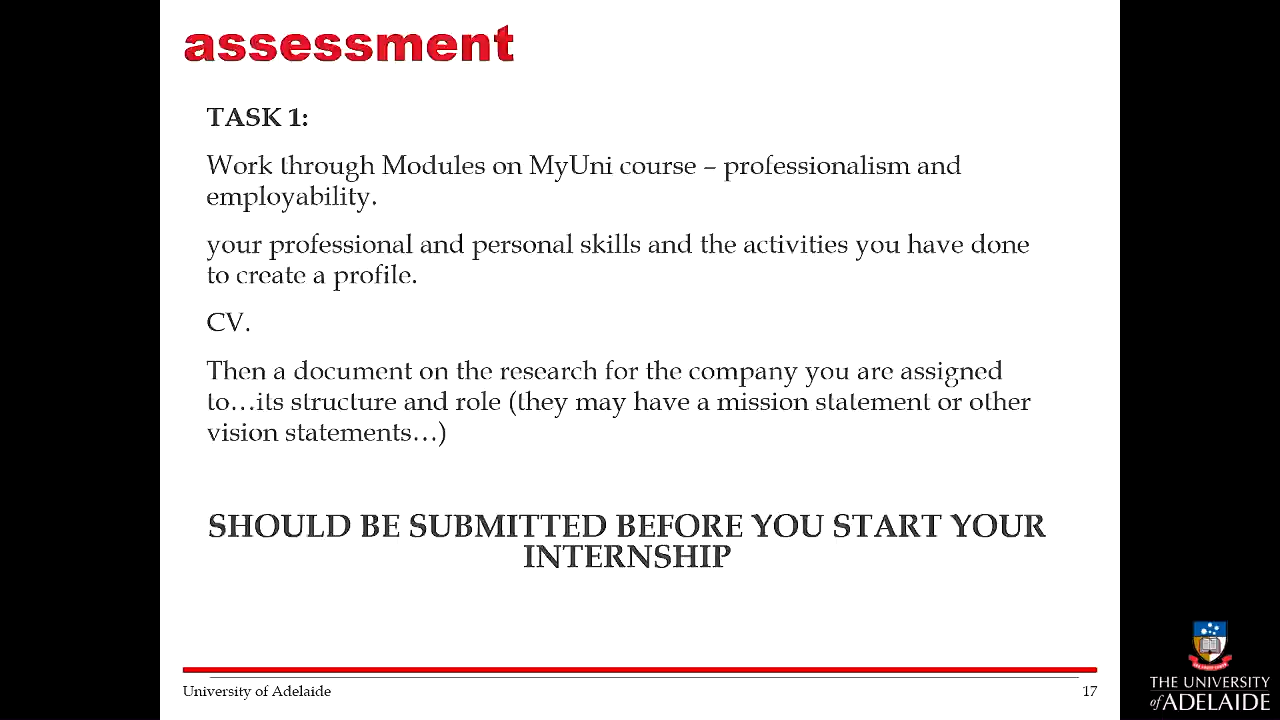 assessment
TASK 1:
Work through Modules on MyUni course – professionalism and
employability.
your professional and personal skills and the activities you have done
to create a profile.
CV.
Then a document on the research for the company you are assigned
to…its structure and role (they may have a mission statement or other
vision statements…)
SHOULD BE SUBMITTED BEFORE YOU START YOUR
INTERNSHIP
University of Adelaide
17
THE UNIVERSITY
of ADELAIDE